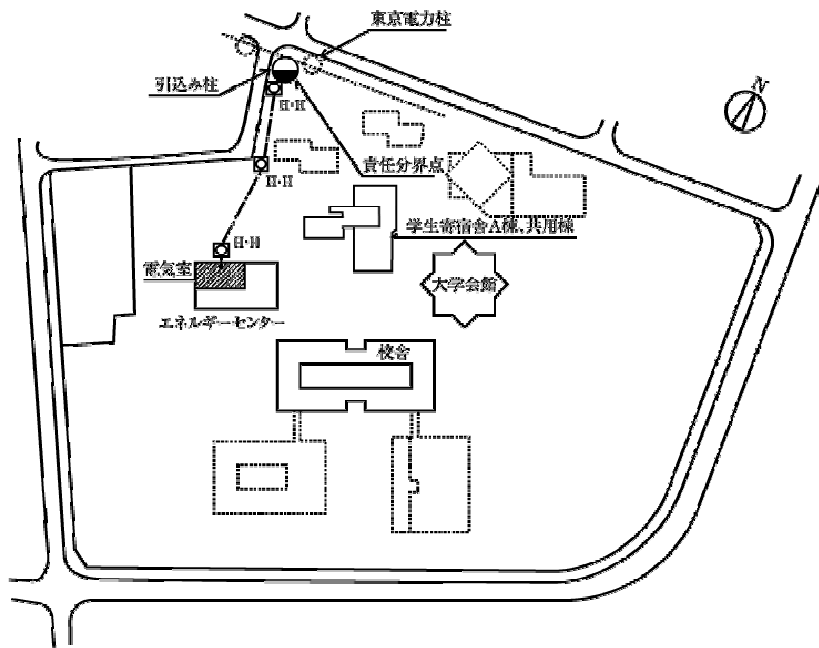 東京電力柱
N
引込み柱
H·H
責任分界点
H·H
学生寄宿舎A棟、共用棟
H·H
電気室
大学会館
エネルギーセンター
校舎